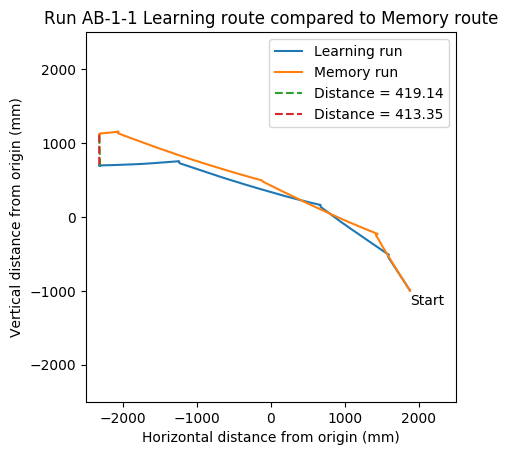 Run AB-1-1 Learning route compared to Memory route
Learning run
Memory run
Distance = 419.14
Distance = 413.35
Vertical distance from origin (mm)
2000
1000
0
−1000
−2000
Start
−2000
−1000
0
1000
2000
Horizontal distance from origin (mm)